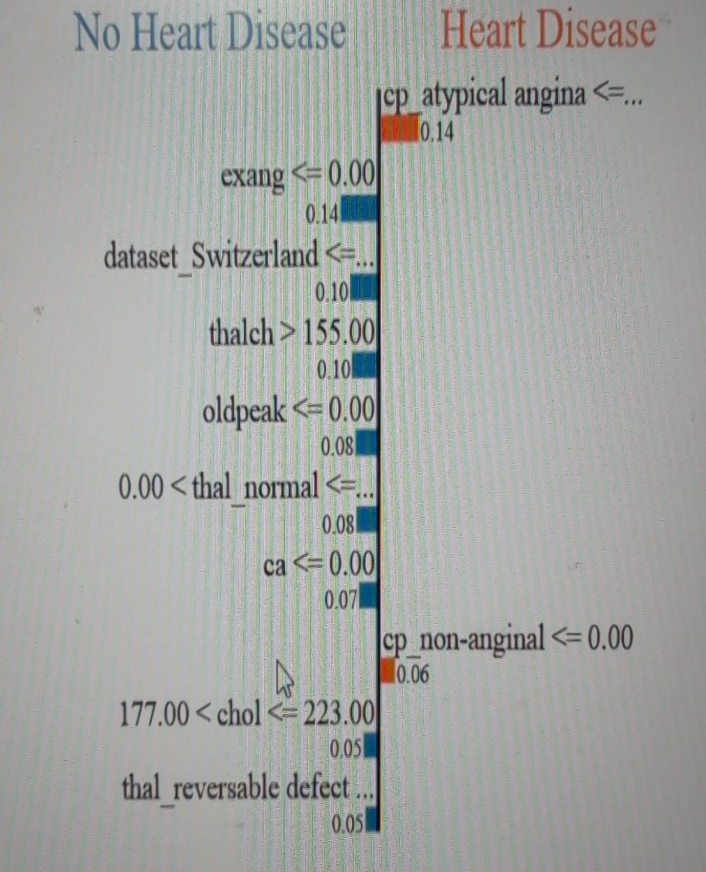 No Heart Disease Heart Disease
cp_atypical angina <=...
0.14
exang <= 0.00
0.14
dataset_Switzerland <=...
0.10
thalch > 155.00
0.10
oldpeak <= 0.00
0.08
0.00 < thal_normal <=...
0.08
ca <= 0.00
0.07
cp_non-anginal <= 0.00
0.06
177.00 < chol <= 223.00
0.05
thal_reversable defect ...
0.05